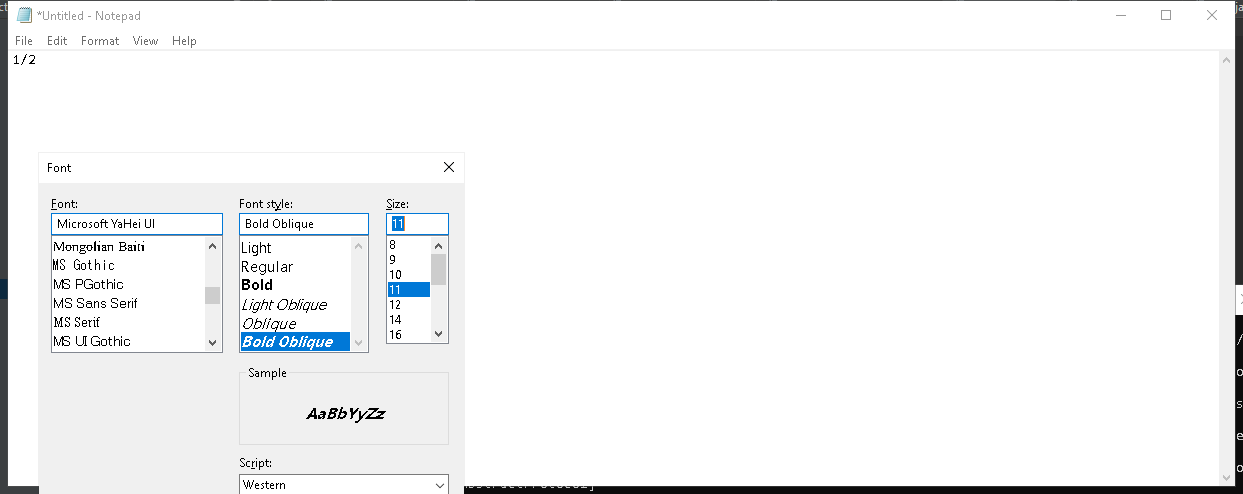 *Untitled - Notepad
File Edit Format View Help
1/2
Font
Font: Font style: Size:
Microsoft YaHei UI Bold Oblique 11
Mongolian Baiti Light 8
MS Gothic Regular 9
MS PGothic Bold 10
MS Sans Serif Light Oblique 11
MS Serif Oblique 12
MS UI Gothic Bold Oblique 14
16
Sample
AaBbYyZz
Script:
Western